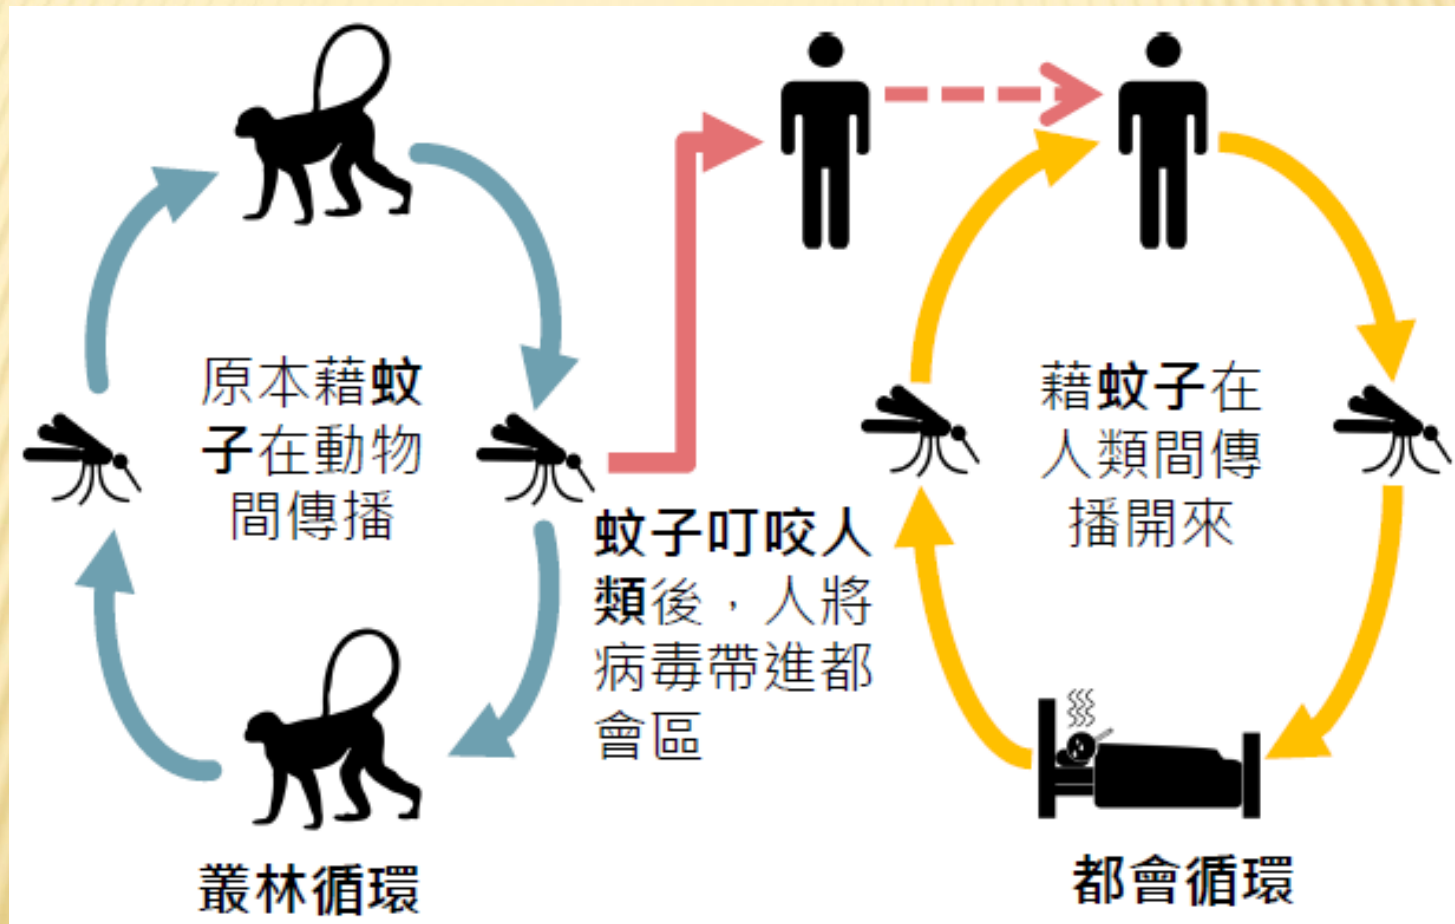 原本藉蚊
子在動物
間傳播
蚊子叮咬人
類後，人將
病毒帶進都
會區
藉蚊子在
人類間傳
播開來
叢林循環
都會循環